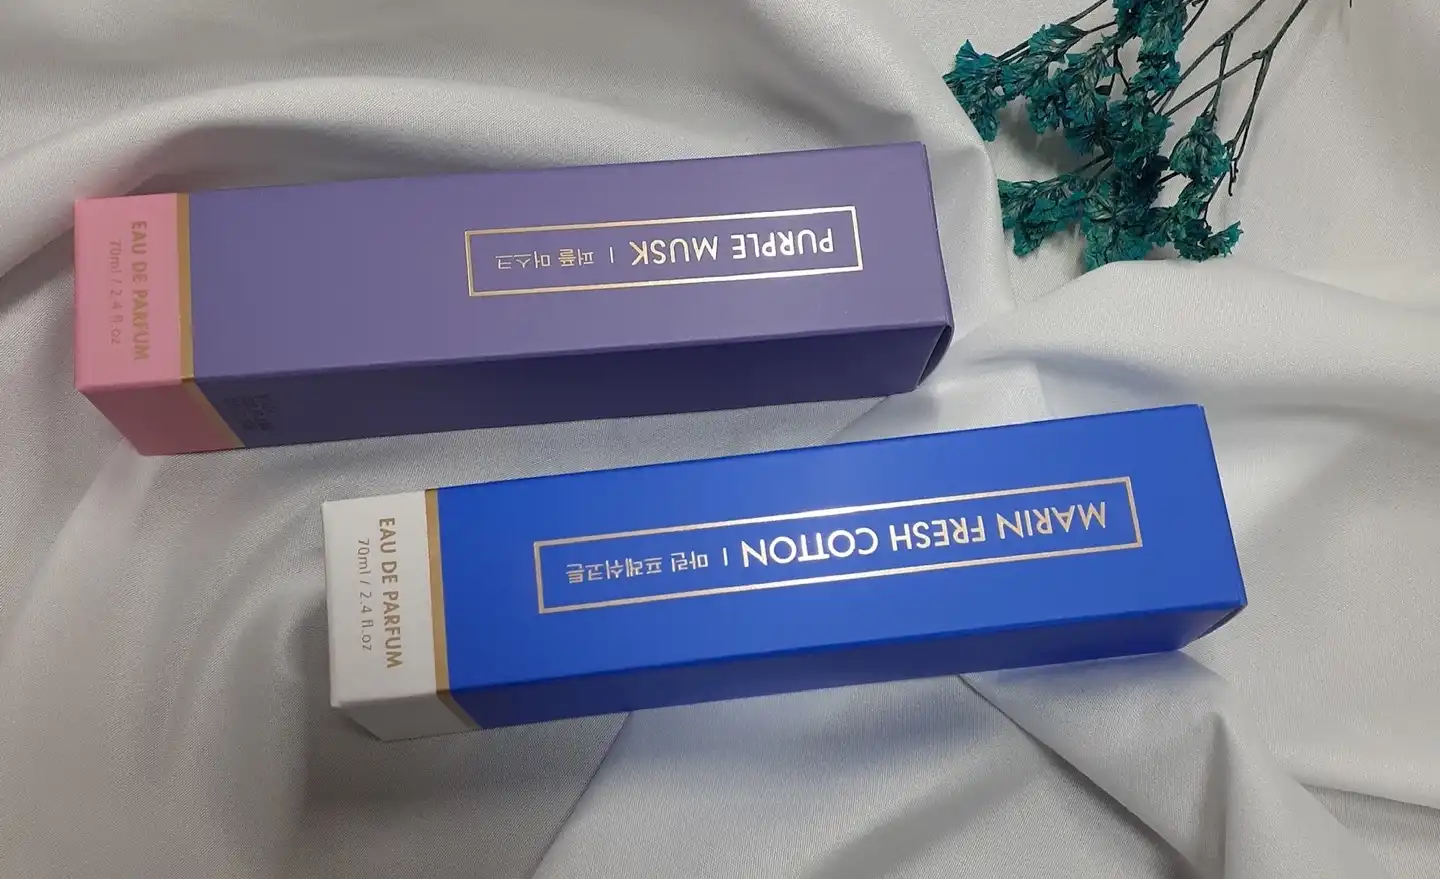 PURPLE MUSK | 퍼플 머스크
EAU DE PARFUM
70ml / 2.4 fl.oz
MARIN FRESH COTTON | 마린 프레쉬코튼
EAU DE PARFUM
70ml / 2.4 fl.oz